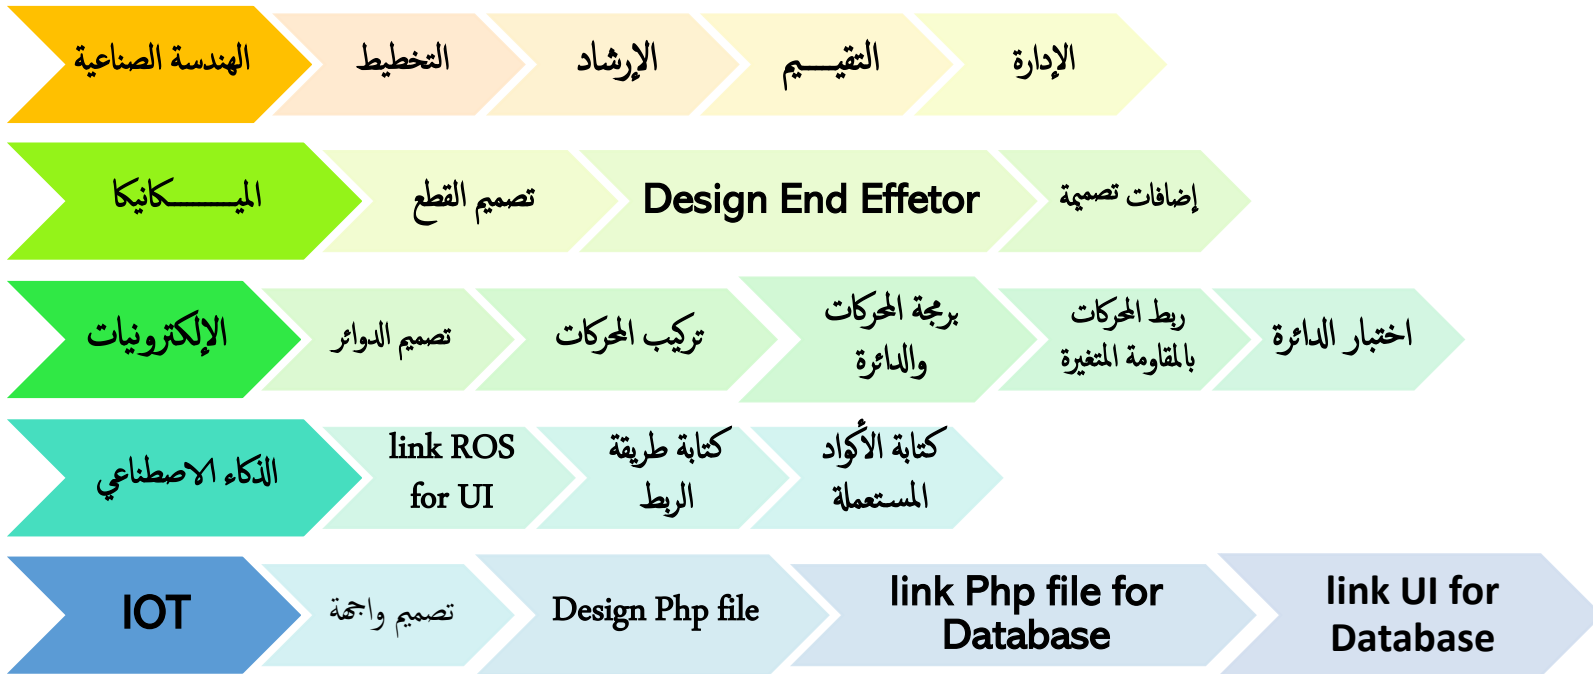 الهندسة الصناعية
التخطيط
الإرشاد
التقيـــيم
الإدارة
الميـــــــكانيكا
تصميم القطع
Design End Effetor
إضافات تصميمة
الإلكترونيات
تصميم الدوائر
تركيب المحركات
برمجة المحركات
والدائرة
ربط المحركات
بالمقاومة المتغيرة
اختبار الدائرة
الذكاء الاصطناعي
link ROS
for UI
كتابة طريقة
الربط
كتابة الأكواد
المستعملة
IOT
تصميم واجهة
Design Php file
link Php file for
Database
link UI for
Database